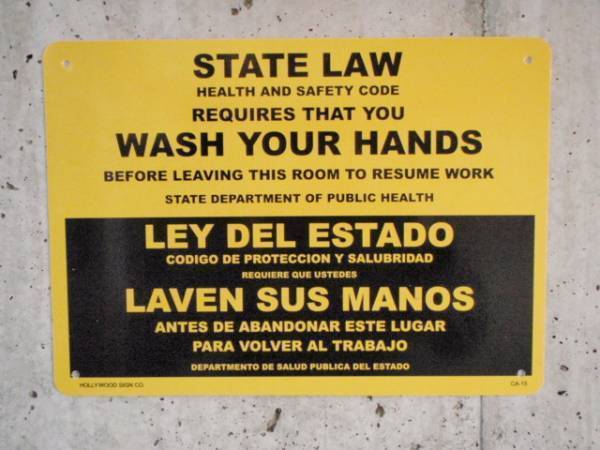 STATE LAW
HEALTH AND SAFETY CODE
REQUIRES THAT YOU
WASH YOUR HANDS
BEFORE LEAVING THIS ROOM TO RESUME WORK
STATE DEPARTMENT OF PUBLIC HEALTH
LEY DEL ESTADO
CODIGO DE PROTECCION Y SALUBRIDAD
REQUIERE QUE USTEDES
LAVEN SUS MANOS
ANTES DE ABANDONAR ESTE LUGAR
PARA VOLVER AL TRABAJO
DEPARTMENTO DE SALUD PUBLICA DEL ESTADO
HOLLYWOOD SIGN CO. CA-15